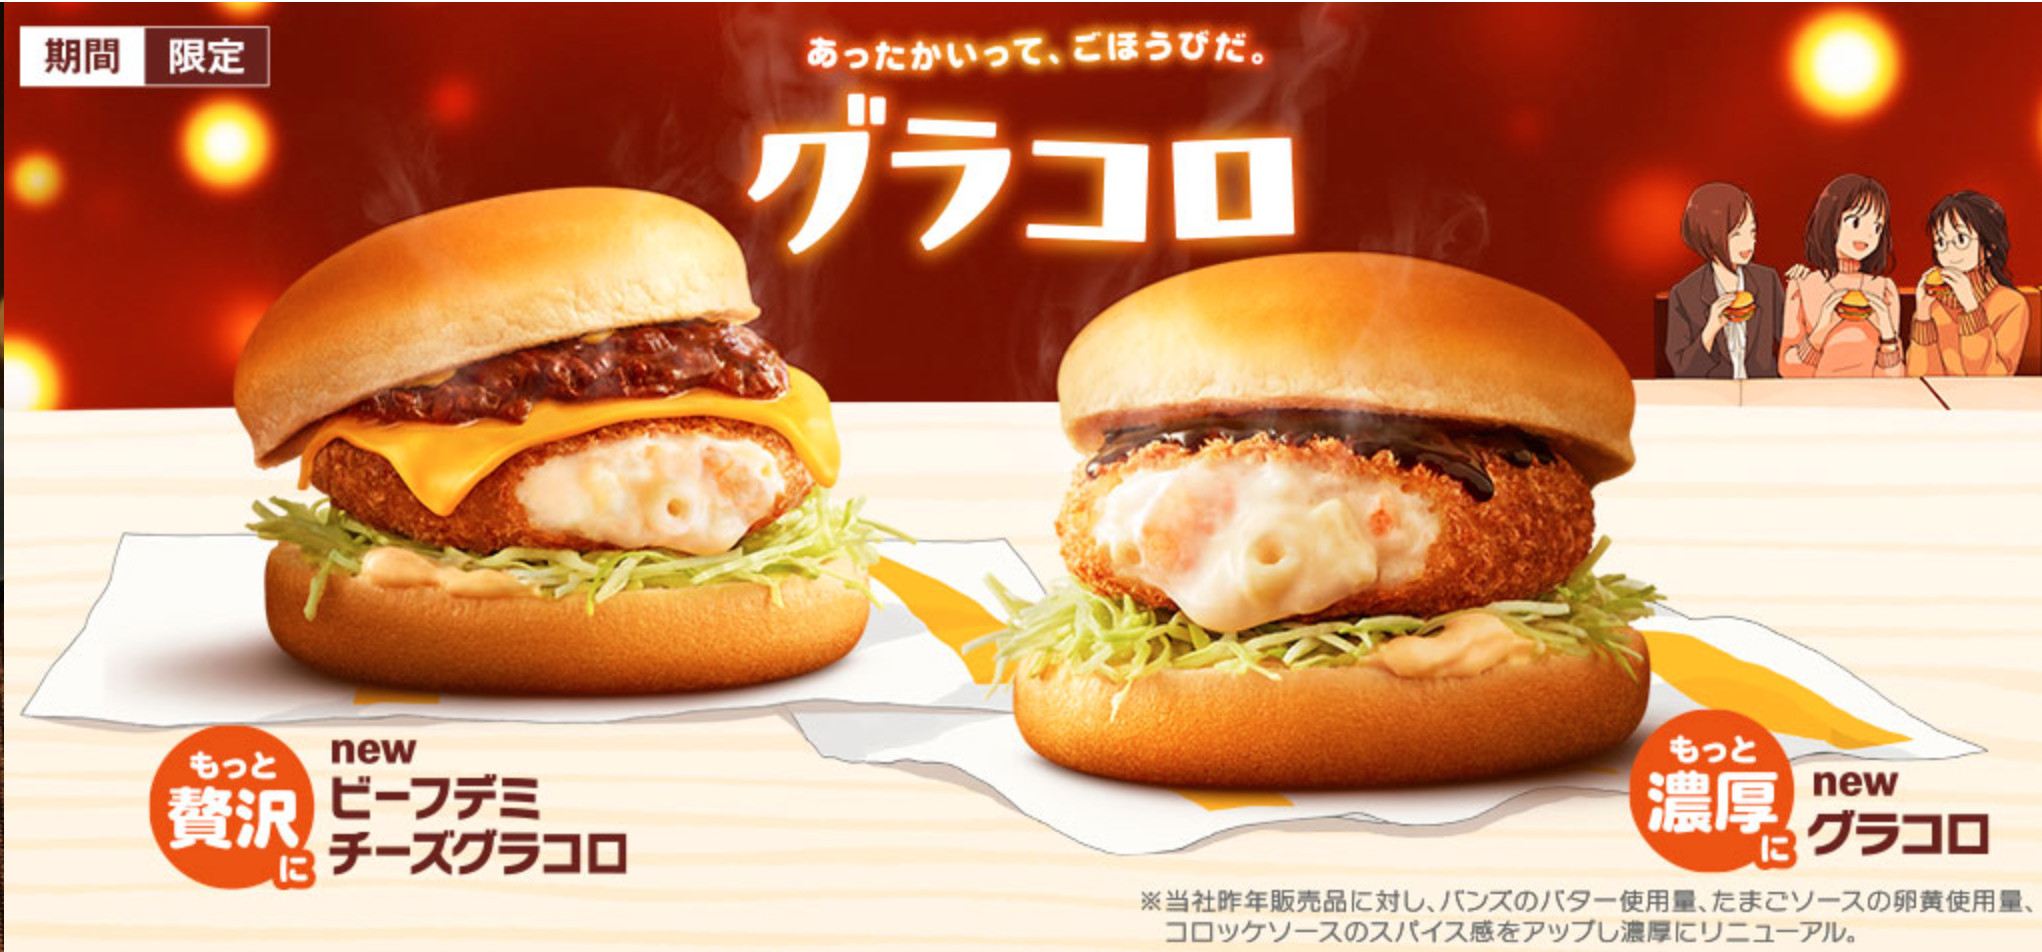 期間 限定
あったかいって、ごほうびだ。
グラコロ
もっと
贅沢
に
new
ビーフデミ
チーズグラコロ
もっと
濃厚
に
new
グラコロ
※当社昨年販売品に対し、バンズのバター使用量、たまごソースの卵黄使用量、
コロッケソースのスパイス感をアップし濃厚にリニューアル。